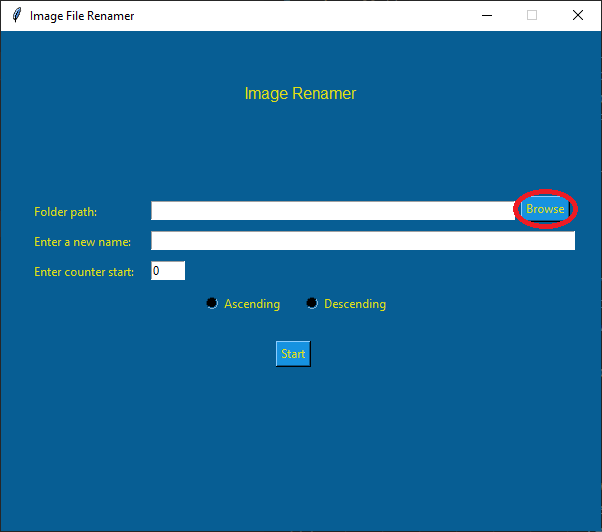 Image File Renamer
Image Renamer
Folder path: Browse
Enter a new name:
Enter counter start: 0
Ascending Descending
Start